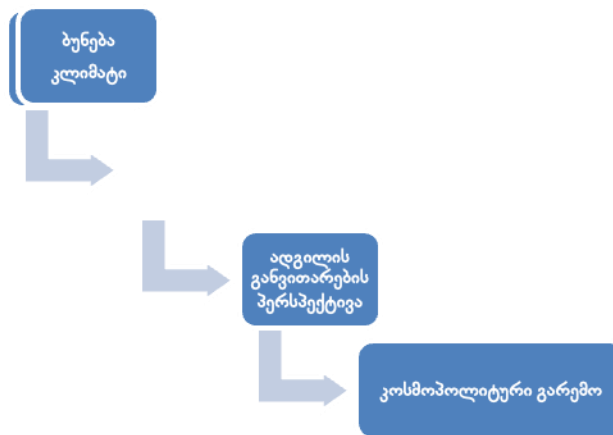 ბუნება
კლიმატი
ადგილის
განვითარების
პერსპექტივა
კოსმოპოლიტური გარემო